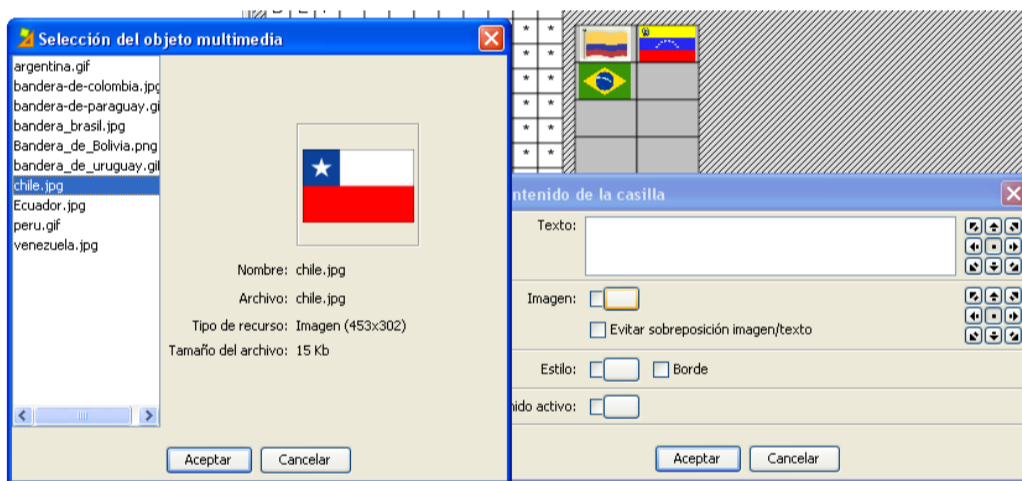 Selección del objeto multimedia
argentina.gif
bandera-de-colombia.jpg
bandera-de-paraguay.gi
bandera_brasil.jpg
Bandera_de_Bolivia.png
bandera_de_uruguay.gif
chile.jpg
Ecuador.jpg
peru.gif
venezuela.jpg
Nombre: chile.jpg
Archivo: chile.jpg
Tipo de recurso: Imagen (453x302)
Tamaño del archivo: 15 Kb
Aceptar Cancelar
* *
* *
* *
* *
* *
* *
ntenido de la casilla
Texto:
Imagen:
Evitar sobreposición imagen/texto
Estilo: Borde
nido activo:
Aceptar Cancelar